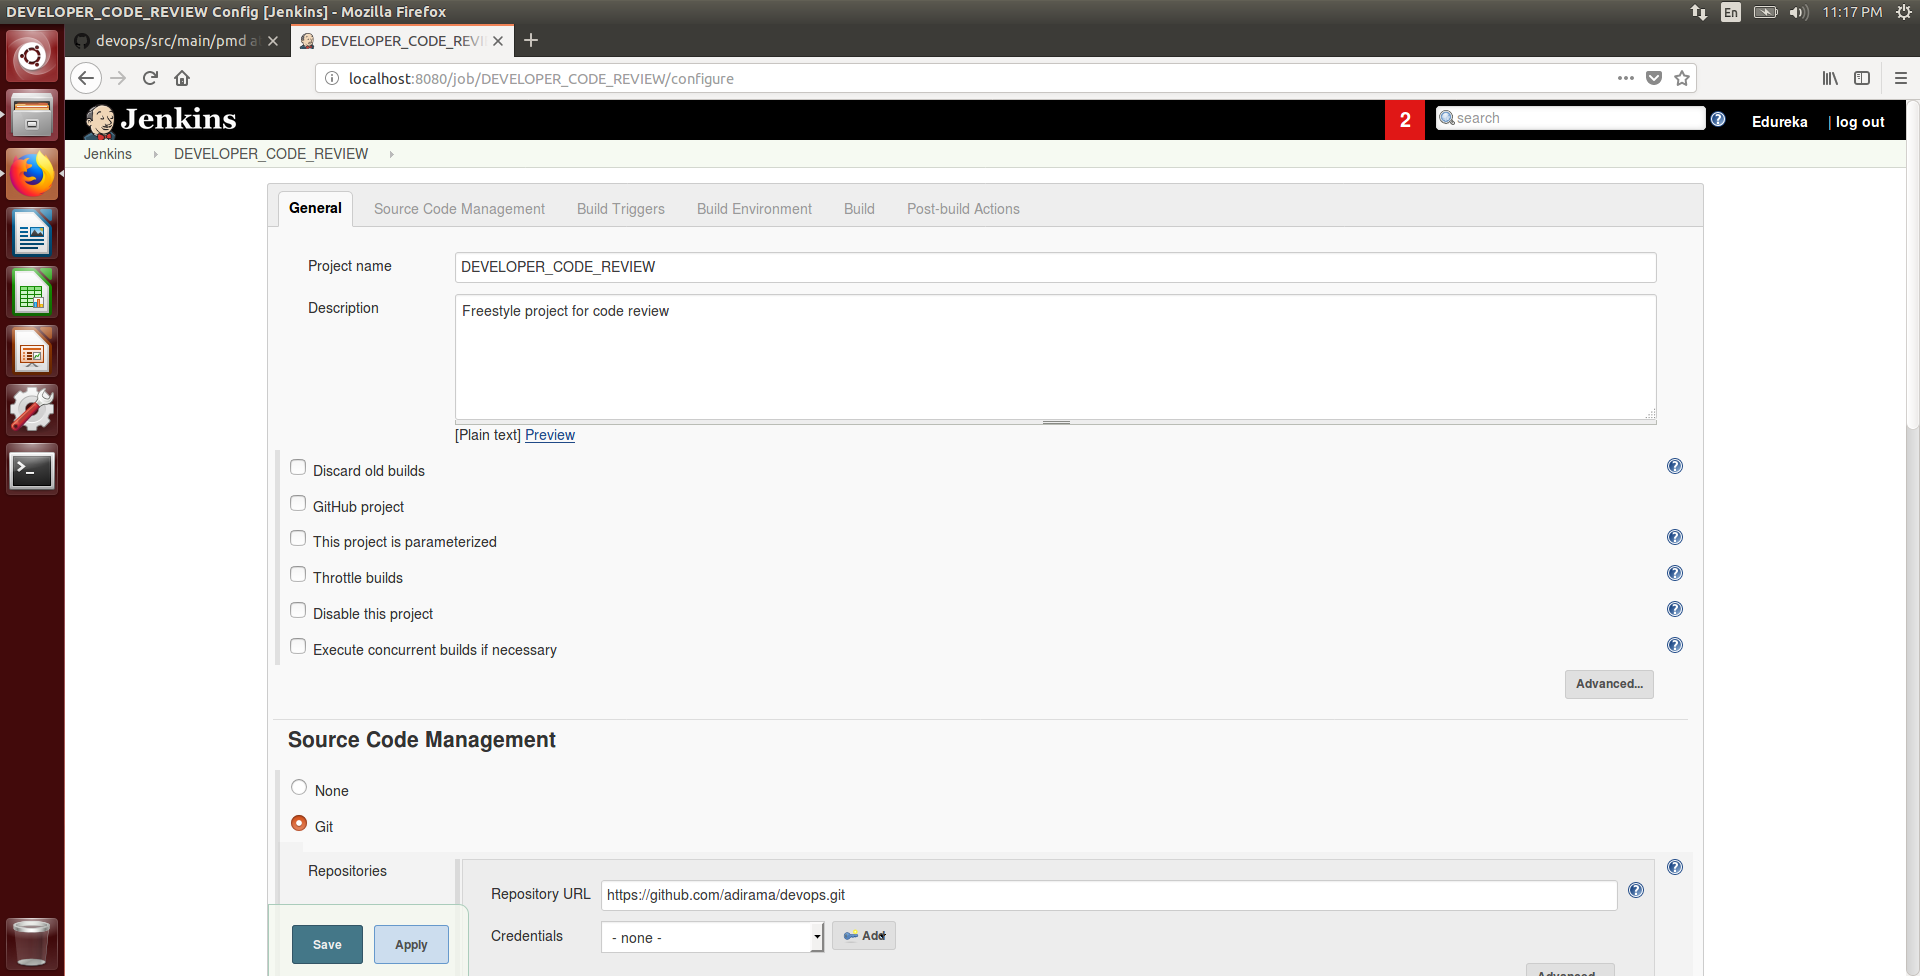 DEVELOPER_CODE_REVIEW Config [Jenkins] - Mozilla Firefox
En
11:17 PM
devops/src/main/pmd
DEVELOPER_CODE_REVI
localhost:8080/job/DEVELOPER_CODE_REVIEW/configure
Jenkins
2
search
Edureka
| log out
Jenkins
DEVELOPER_CODE_REVIEW
General
Source Code Management
Build Triggers
Build Environment
Build
Post-build Actions
Project name
DEVELOPER_CODE_REVIEW
Description
Freestyle project for code review
[Plain text] Preview
Discard old builds
GitHub project
This project is parameterized
Throttle builds
Disable this project
Execute concurrent builds if necessary
Advanced...
Source Code Management
None
Git
Repositories
Repository URL
https://github.com/adirama/devops.git
Credentials
- none -
Add
Save
Apply
Advanced...